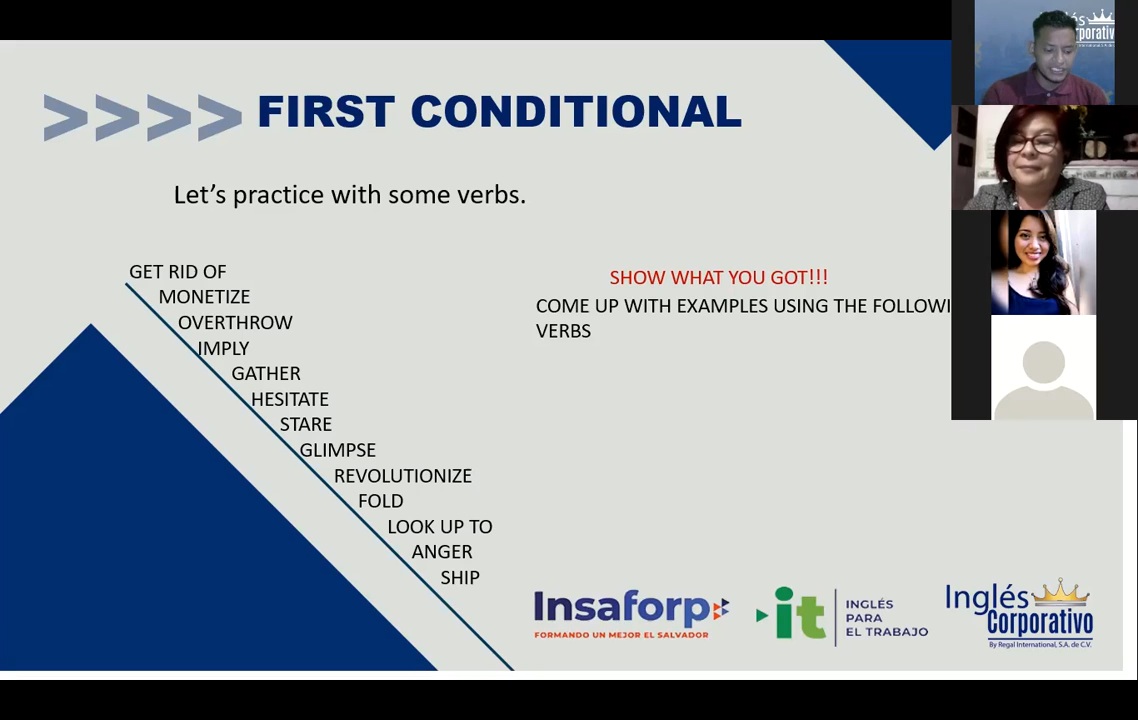 >>>> FIRST CONDITIONAL
Let's practice with some verbs.
GET RID OF
MONETIZE
OVERTHROW
IMPLY
GATHER
HESITATE
STARE
GLIMPSE
REVOLUTIONIZE
FOLD
LOOK UP TO
ANGER
SHIP
SHOW WHAT YOU GOT!!!
COME UP WITH EXAMPLES USING THE FOLLOWI
VERBS
Insaforp
FORMANDO UN MEJOR EL SALVADOR
it
INGLÉS
PARA
EL TRABAJO
Inglés
Corporativo
By Regal International, S.A. de C.V.